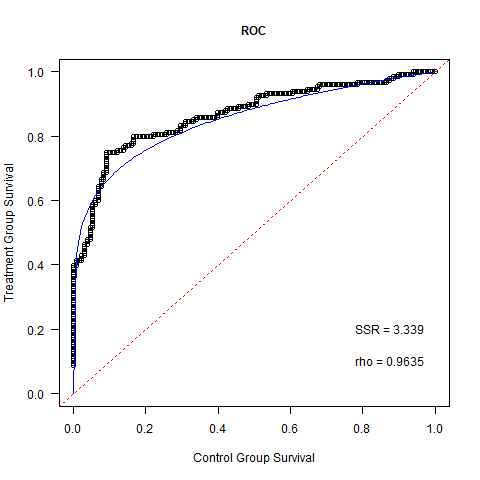 ROC
Treatment Group Survival
1.0
0.8
0.6
0.4
0.2
0.0
SSR = 3.339
rho = 0.9635
0.0 0.2 0.4 0.6 0.8 1.0
Control Group Survival